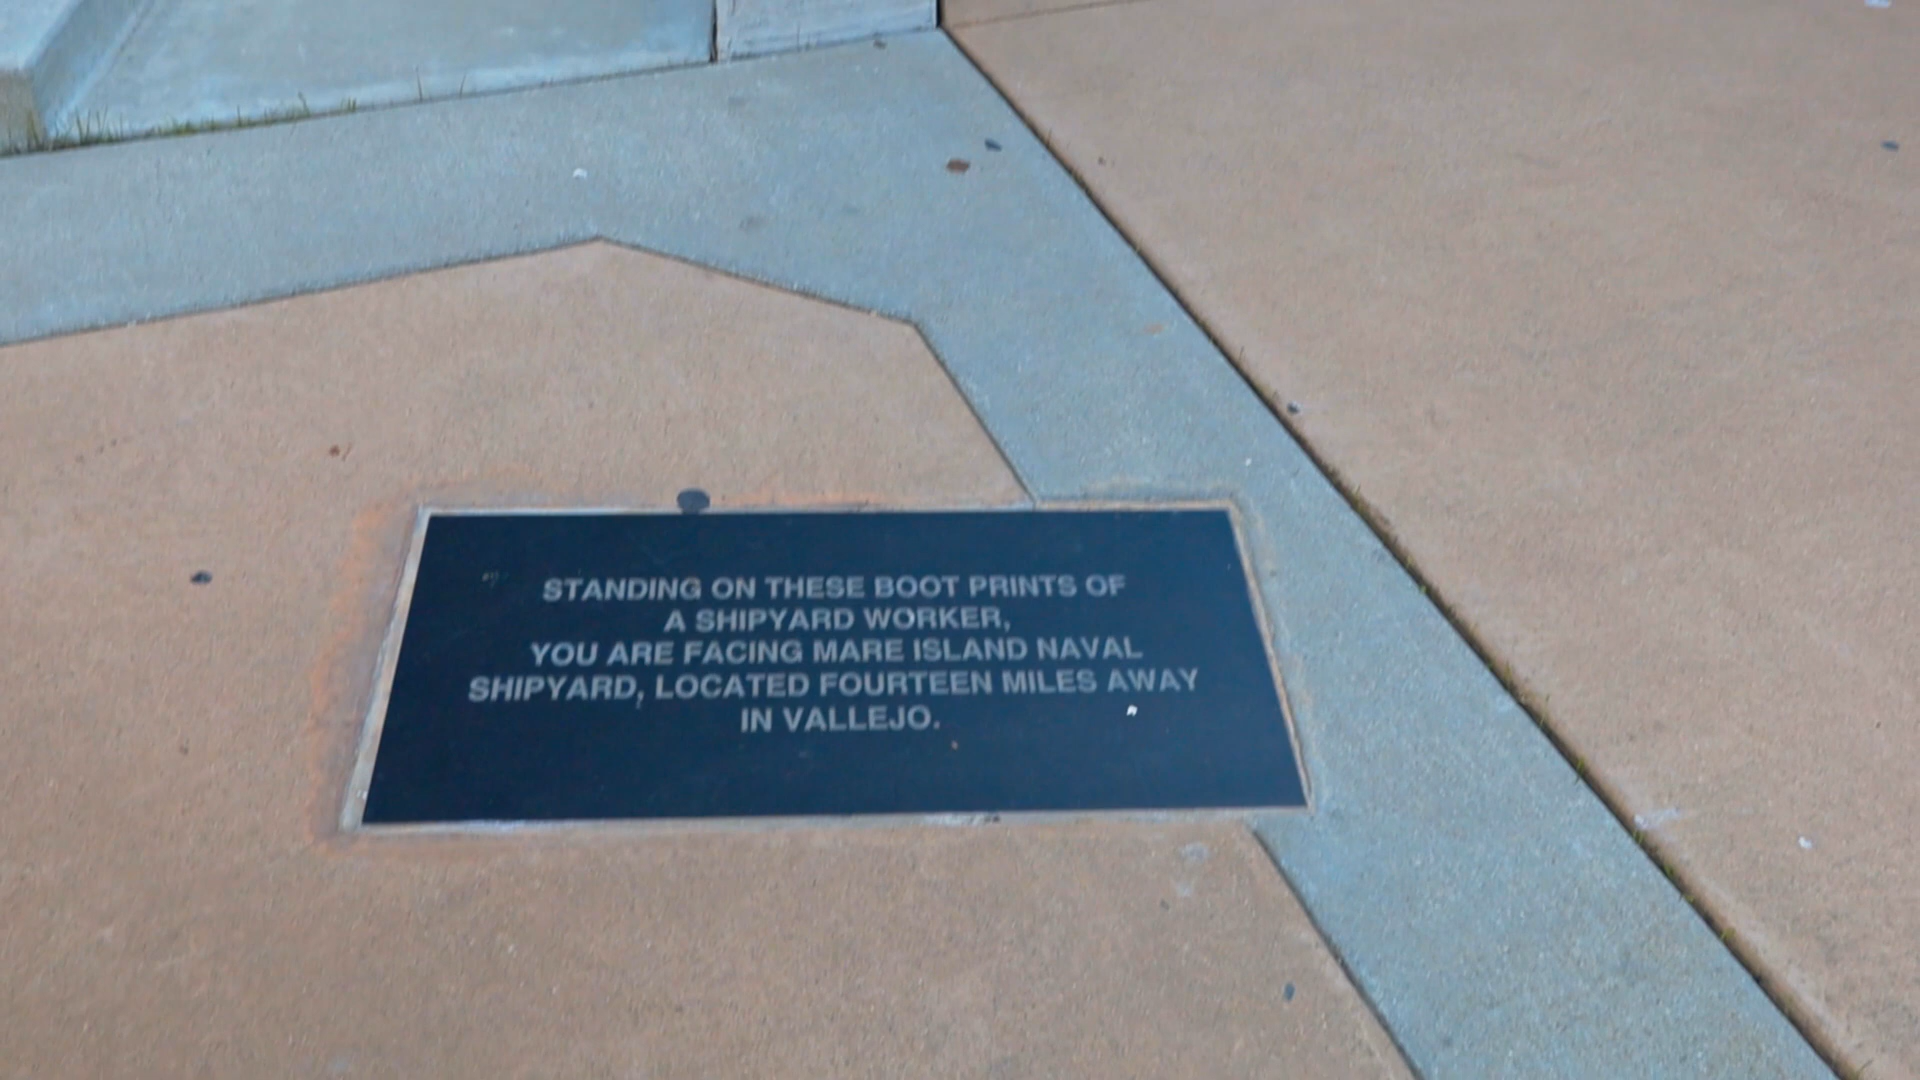 STANDING ON THESE BOOT PRINTS OF
A SHIPYARD WORKER,
YOU ARE FACING MARE ISLAND NAVAL
SHIPYARD, LOCATED FOURTEEN MILES AWAY
IN VALLEJO.